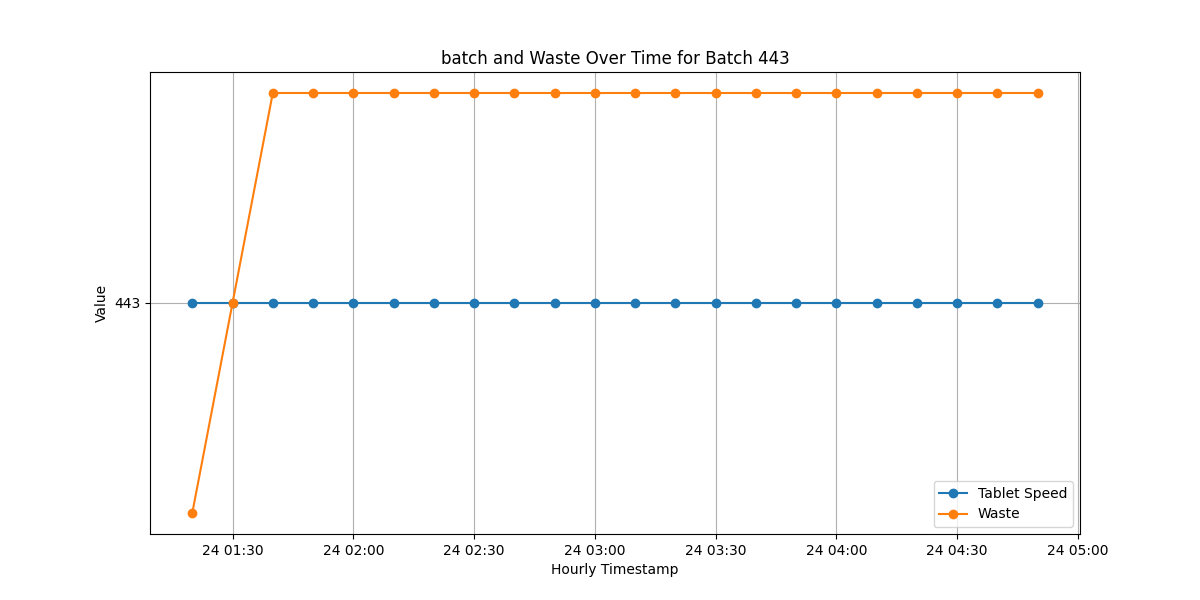 batch and Waste Over Time for Batch 443
Value
443
Tablet Speed
Waste
24 01:30 24 02:00 24 02:30 24 03:00 24 03:30 24 04:00 24 04:30 24 05:00
Hourly Timestamp